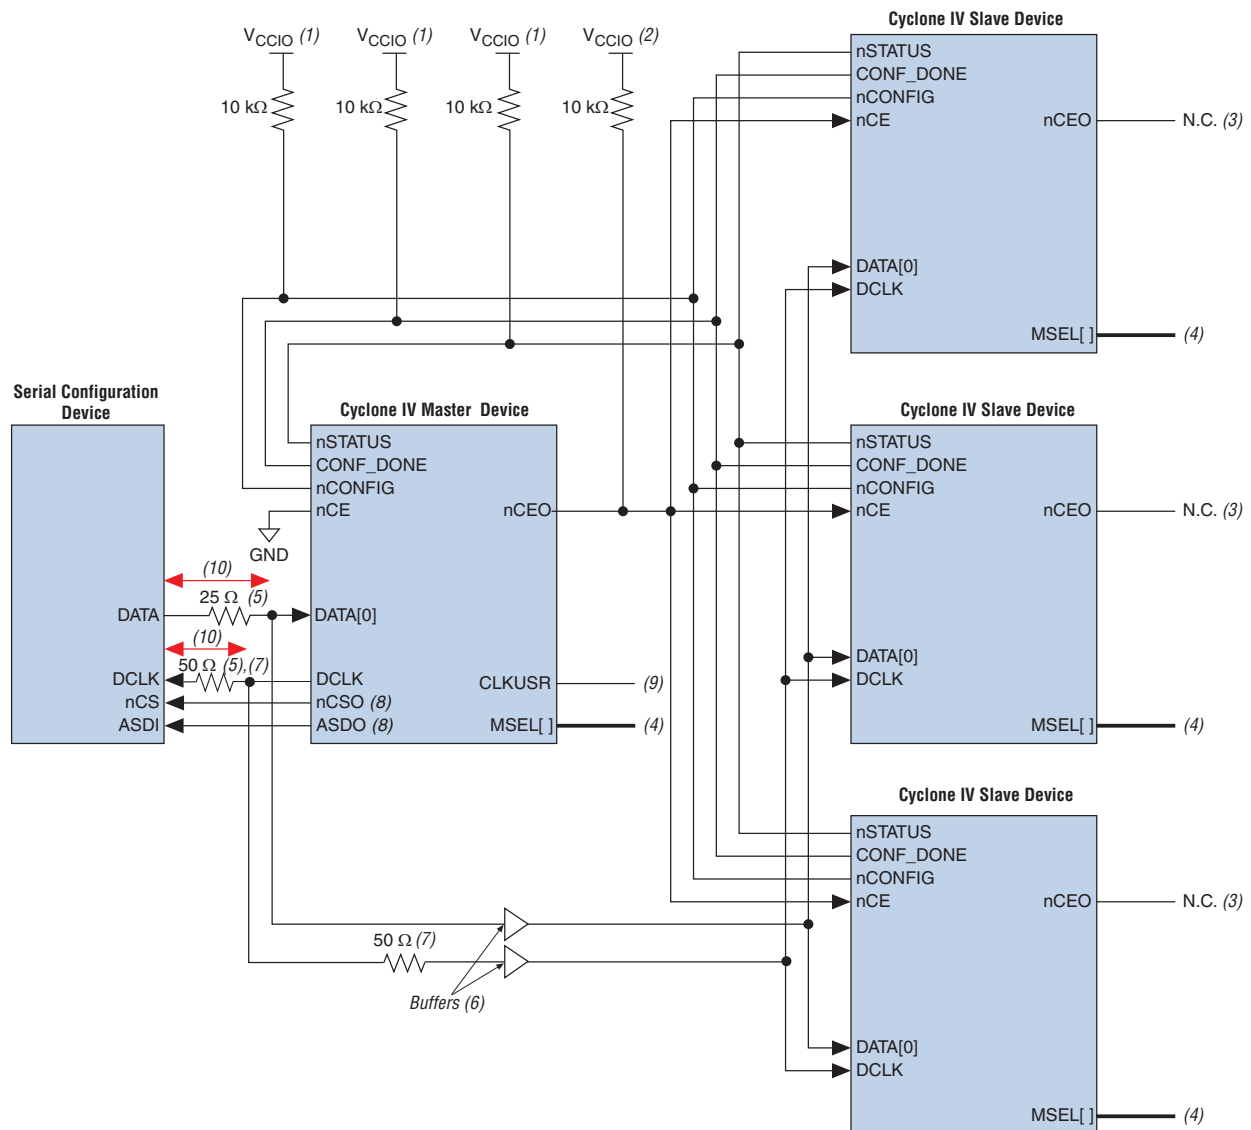 Cyclone IV Slave Device
VCCIO (1) VCCIO (1) VCCIO (1) VCCIO (2)
10 kΩ 10 kΩ 10 kΩ 10 kΩ
nSTATUS
CONF_DONE
nCONFIG
nCE nCEO N.C. (3)
DATA[0]
DCLK
MSEL[ ] (4)
Serial Configuration
Device
DATA
DCLK
nCS
ASDI
(10)
25 Ω (5)
(10)
50 Ω (5),(7)
Cyclone IV Master Device
nSTATUS
CONF_DONE
nCONFIG
nCE nCEO
GND
DATA[0]
DCLK
nCSO (8)
ASDO (8)
CLKUSR (9)
MSEL[ ] (4)
Cyclone IV Slave Device
nSTATUS
CONF_DONE
nCONFIG
nCE nCEO N.C. (3)
DATA[0]
DCLK
MSEL[ ] (4)
50 Ω (7)
Buffers (6)
Cyclone IV Slave Device
nSTATUS
CONF_DONE
nCONFIG
nCE nCEO N.C. (3)
DATA[0]
DCLK
MSEL[ ] (4)